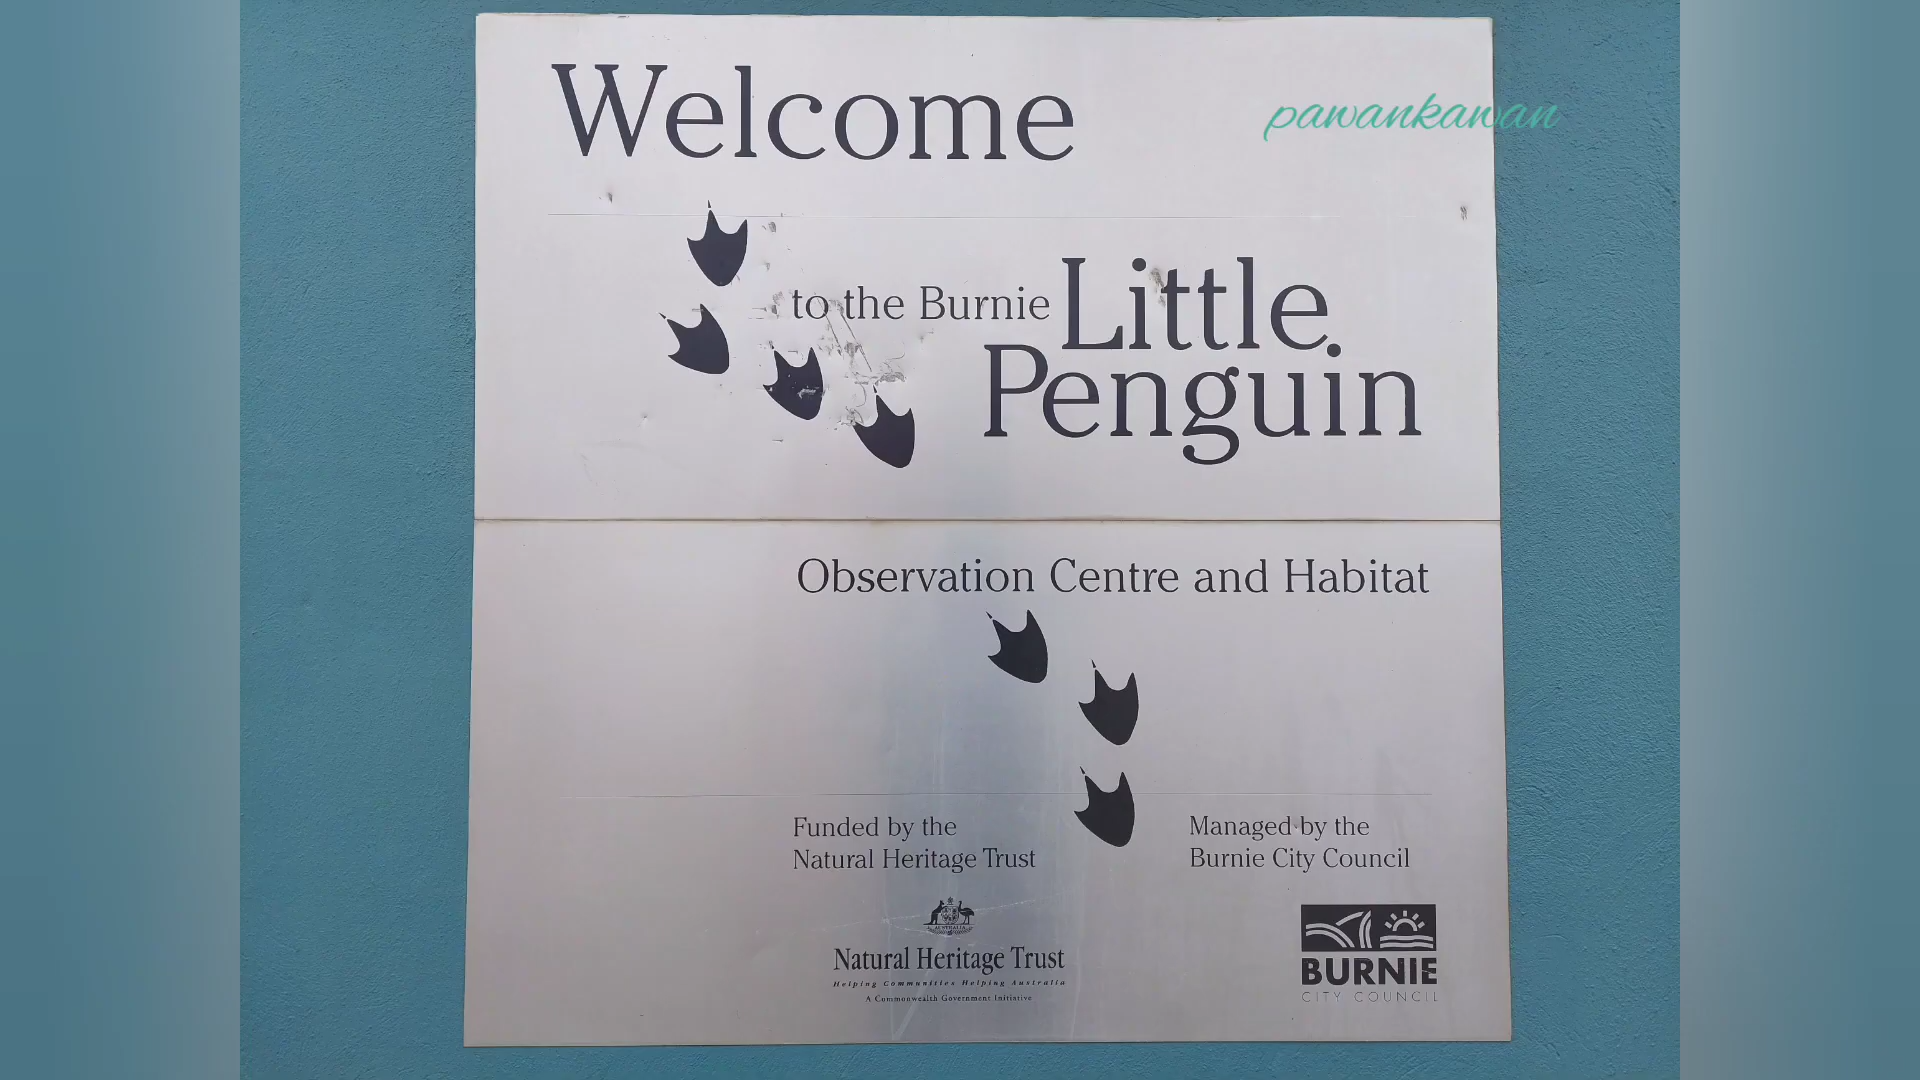 Welcome
pawankawan
to the Burnie Little
Penguin
Observation Centre and Habitat
Funded by the
Natural Heritage Trust
Managed by the
Burnie City Council
AUSTRALIA
Natural Heritage Trust
Helping Communities Helping Australia
A Commonwealth Government Initiative
BURNIE
CITY COUNCIL